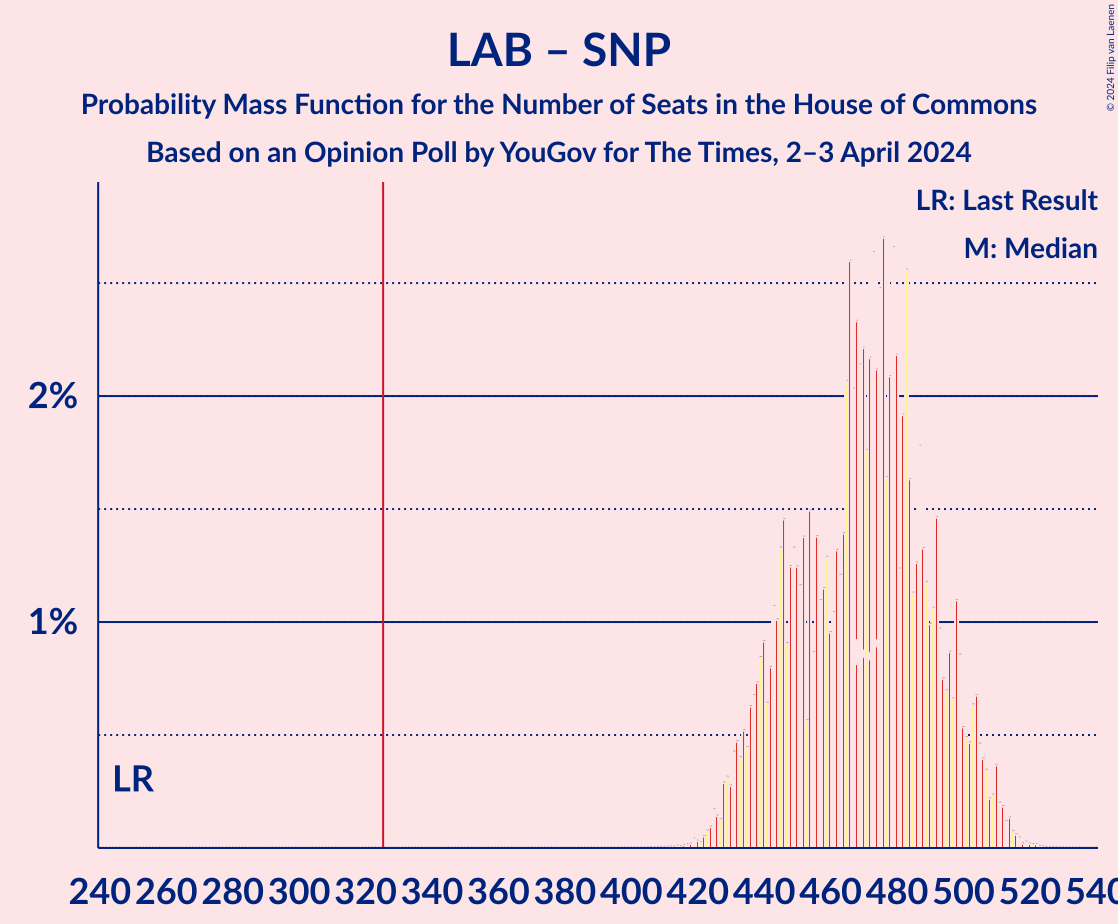 LAB – SNP
Probability Mass Function for the Number of Seats in the House of Commons
Based on an Opinion Poll by YouGov for The Times, 2–3 April 2024
© 2024 Filip van Laenen
LR: Last Result
M: Median
2%
1%
LR
240 260 280 300 320 340 360 380 400 420 440 460 480 500 520 540